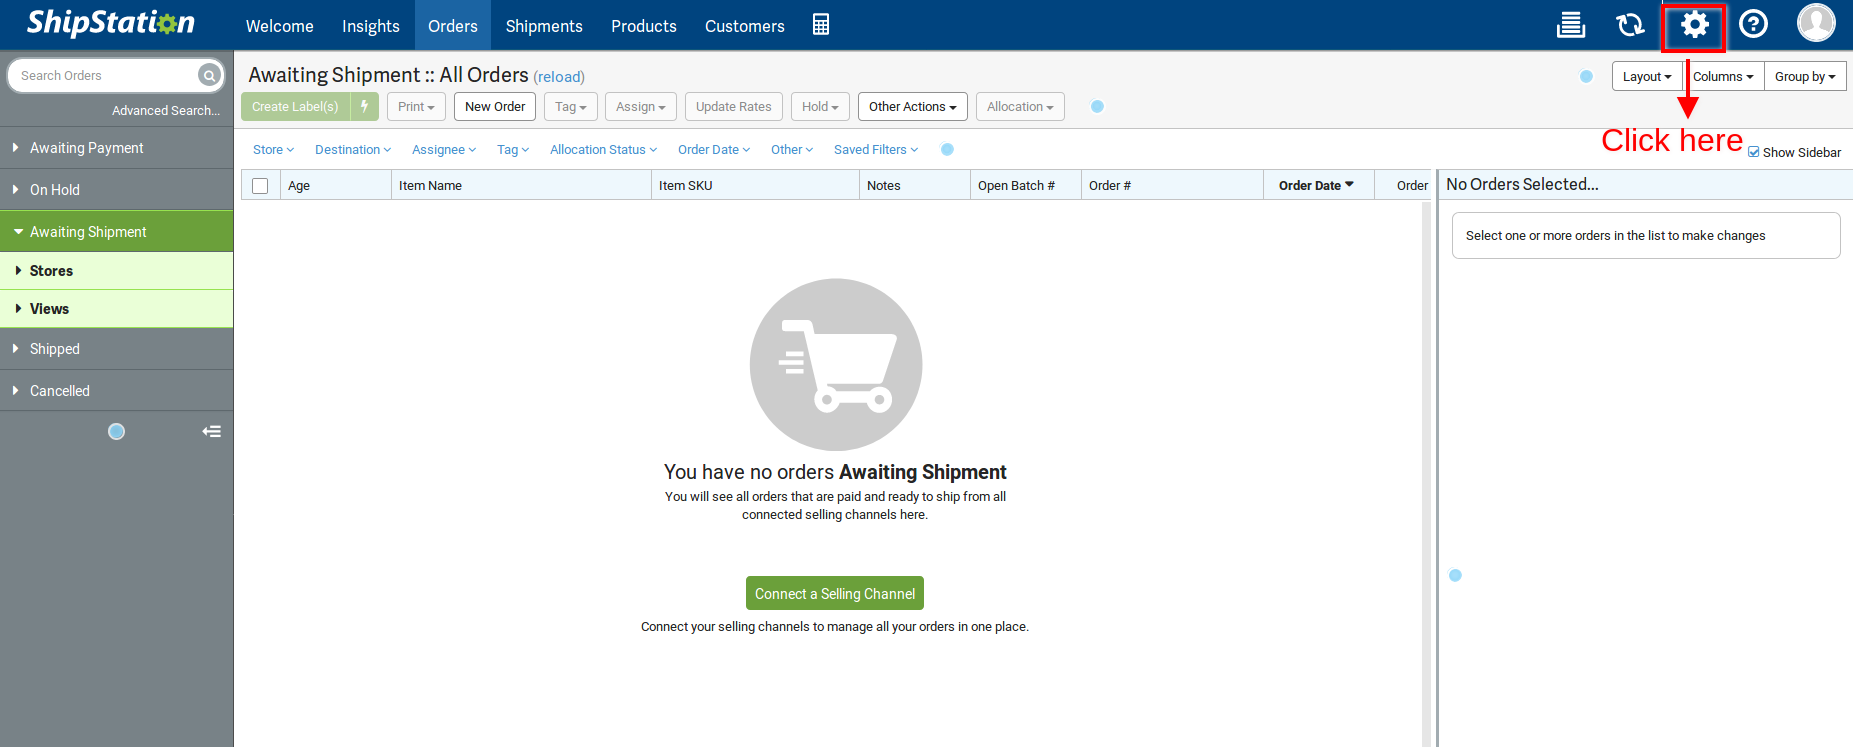 ShipStation
Welcome Insights Orders Shipments Products Customers
Search Orders
Advanced Search...
Awaiting Payment
On Hold
Awaiting Shipment
Stores
Views
Shipped
Cancelled
Awaiting Shipment :: All Orders (reload)
Layout Columns Group by
Create Label(s) Print New Order Tag Assign Update Rates Hold Other Actions Allocation
Click here
Store Destination Assignee Tag Allocation Status Order Date Other Saved Filters
Show Sidebar
Age Item Name Item SKU Notes Open Batch # Order # Order Date Order
No Orders Selected...
Select one or more orders in the list to make changes
You have no orders Awaiting Shipment
You will see all orders that are paid and ready to ship from all
connected selling channels here.
Connect a Selling Channel
Connect your selling channels to manage all your orders in one place.